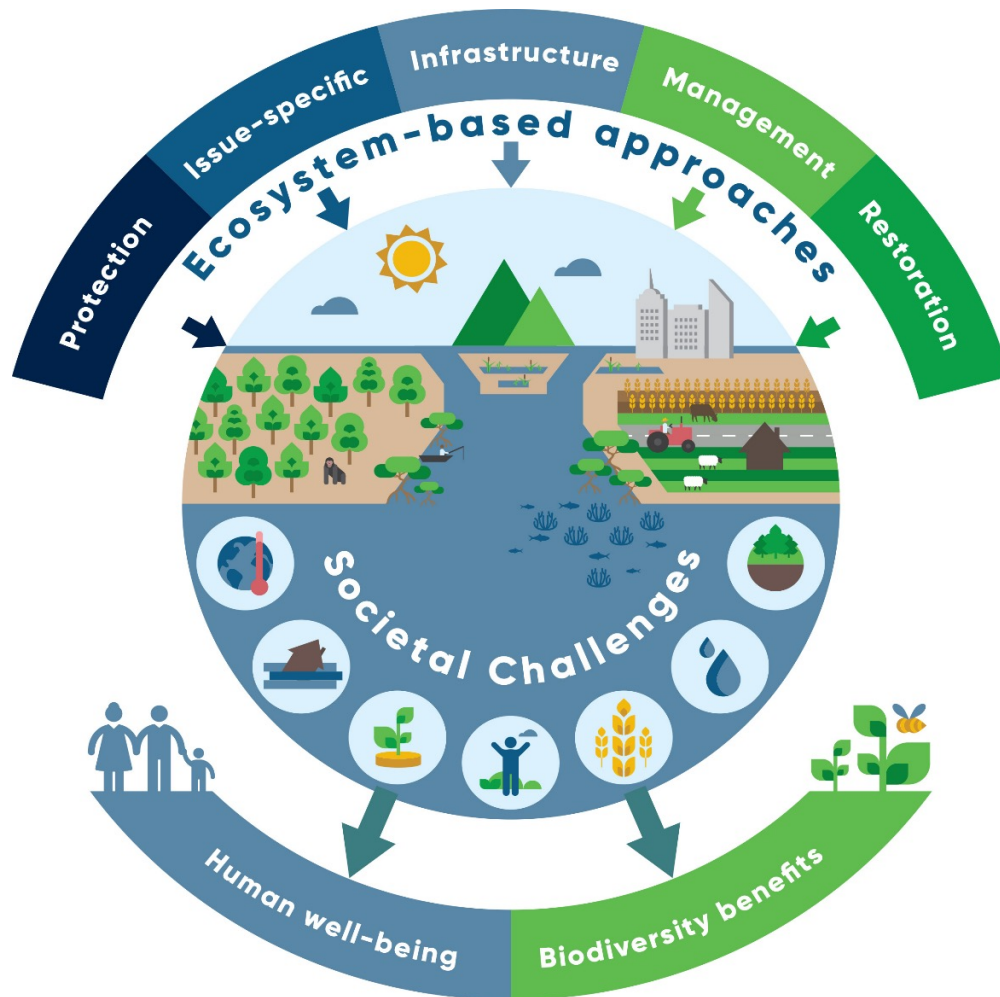 Protection
Issue-specific
Infrastructure
Management
Restoration
Ecosystem-based approaches
Societal Challenges
Human well-being
Biodiversity benefits